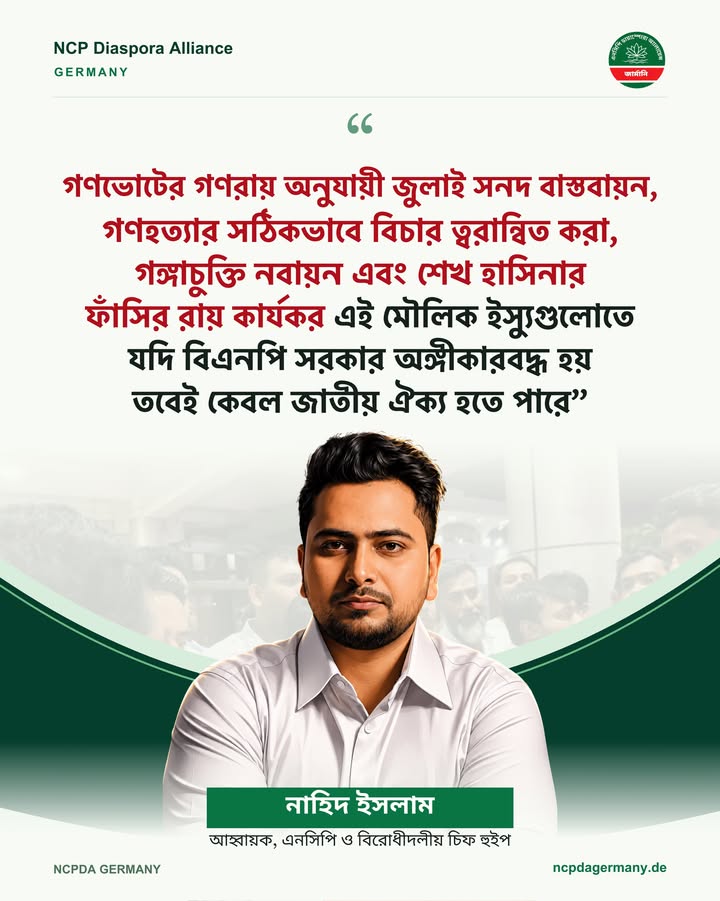 NCP Diaspora Alliance
GERMANY
এনসিপি ডায়াস্পোরা অ্যালায়েন্স
জার্মানি
“
গণভোটের গণরায় অনুযায়ী জুলাই সনদ বাস্তবায়ন,
গণহত্যার সঠিকভাবে বিচার ত্বরান্বিত করা,
গঙ্গাচুক্তি নবায়ন এবং শেখ হাসিনার
ফাঁসির রায় কার্যকর এই মৌলিক ইস্যুগুলোতে
যদি বিএনপি সরকার অঙ্গীকারবদ্ধ হয়
তবেই কেবল জাতীয় ঐক্য হতে পারে”
নাহিদ ইসলাম
আহ্বায়ক, এনসিপি ও বিরোধীদলীয় চিফ হুইপ
NCPDA GERMANY
ncpdagermany.de